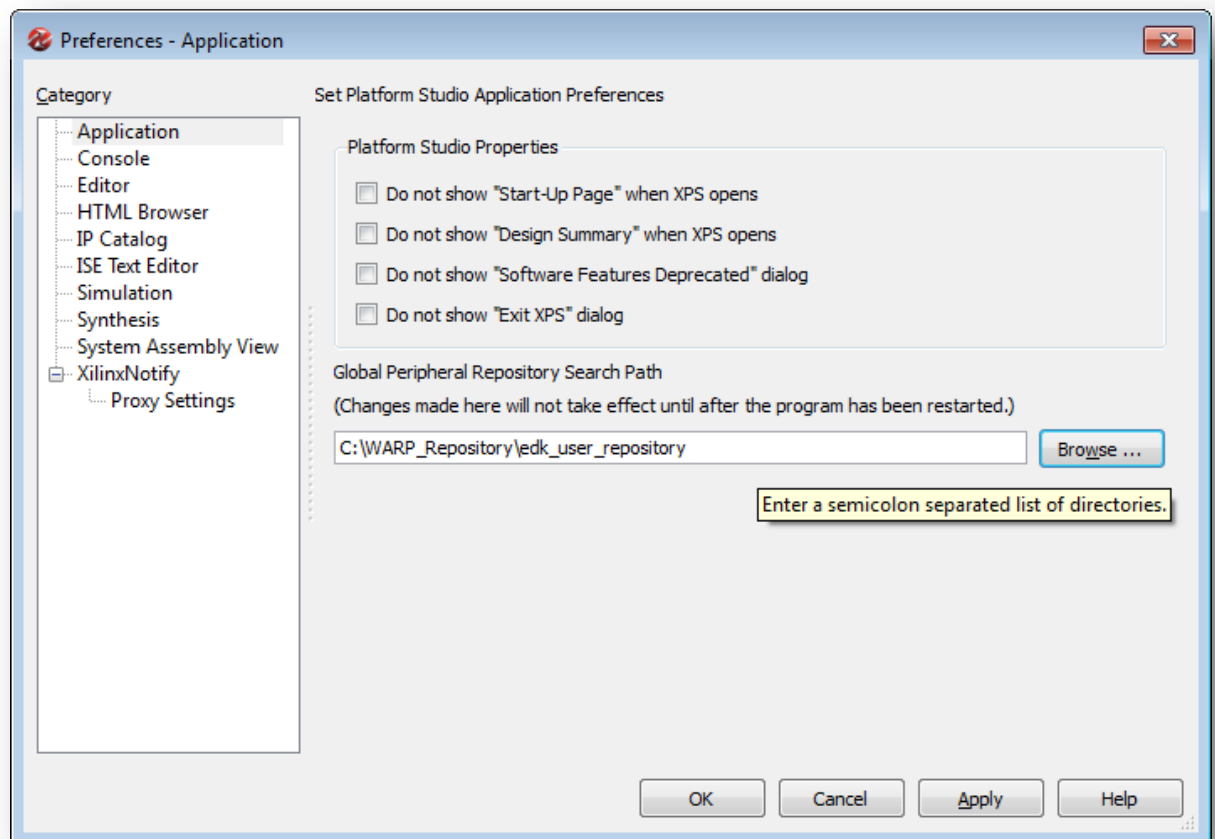 Preferences - Application
Category
Application
Console
Editor
HTML Browser
IP Catalog
ISE Text Editor
Simulation
Synthesis
System Assembly View
XilinxNotify
Proxy Settings
Set Platform Studio Application Preferences
Platform Studio Properties
Do not show "Start-Up Page" when XPS opens
Do not show "Design Summary" when XPS opens
Do not show "Software Features Deprecated" dialog
Do not show "Exit XPS" dialog
Global Peripheral Repository Search Path
(Changes made here will not take effect until after the program has been restarted.)
C:\WARP_Repository\edk_user_repository
Browse ...
Enter a semicolon separated list of directories.
OK
Cancel
Apply
Help